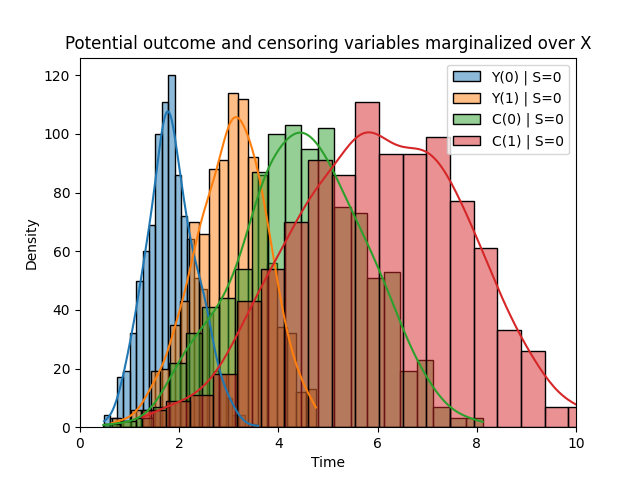 Potential outcome and censoring variables marginalized over X
120
100
80
60
40
20
0
Density
0 2 4 6 8 10
Time
Y(0) | S=0
Y(1) | S=0
C(0) | S=0
C(1) | S=0